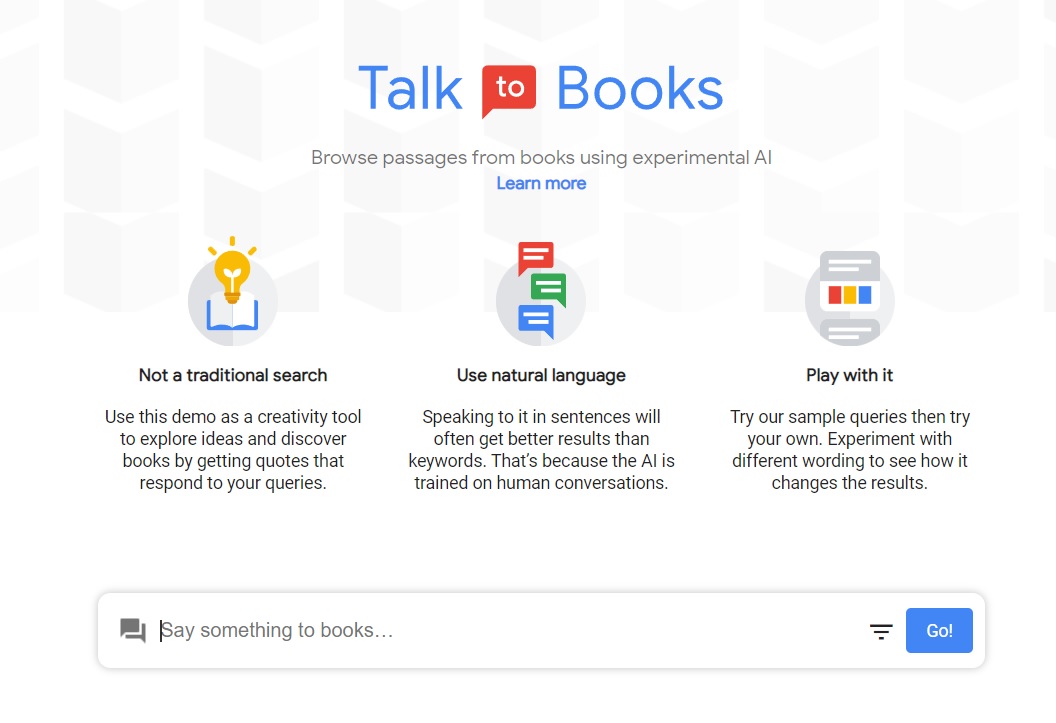 Talk to Books
Browse passages from books using experimental AI
Learn more
Not a traditional search
Use this demo as a creativity tool
to explore ideas and discover
books by getting quotes that
respond to your queries.
Use natural language
Speaking to it in sentences will
often get better results than
keywords. That’s because the AI is
trained on human conversations.
Play with it
Try our sample queries then try
your own. Experiment with
different wording to see how it
changes the results.
Say something to books…
Go!